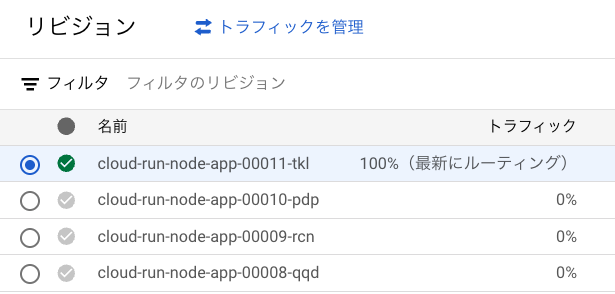 リビジョン トラフィックを管理
フィルタ フィルタのリビジョン
名前 トラフィック
cloud-run-node-app-00011-tkl 100%（最新にルーティング）
cloud-run-node-app-00010-pdp 0%
cloud-run-node-app-00009-rcn 0%
cloud-run-node-app-00008-qqd 0%